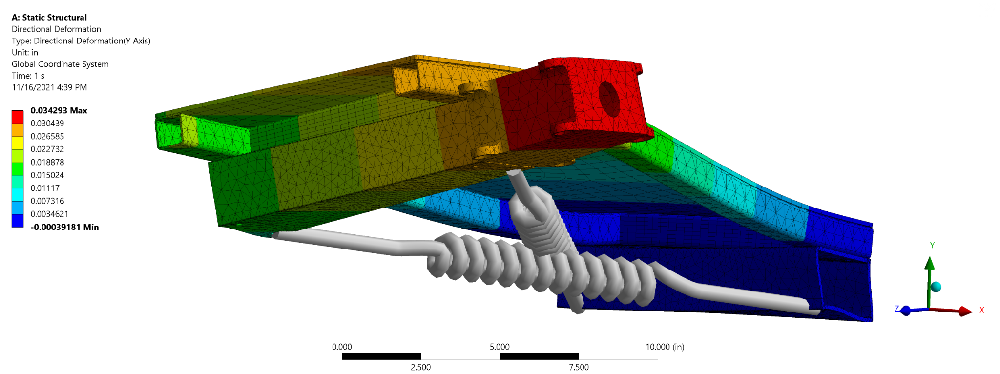 A: Static Structural
Directional Deformation
Type: Directional Deformation(Y Axis)
Unit: in
Global Coordinate System
Time: 1 s
11/16/2021 4:39 PM
0.034293 Max
0.030439
0.026585
0.022732
0.018878
0.015024
0.01117
0.007316
0.0034621
-0.00039181 Min
Y
Z
X
0.000 5.000 10.000 (in)
2.500 7.500